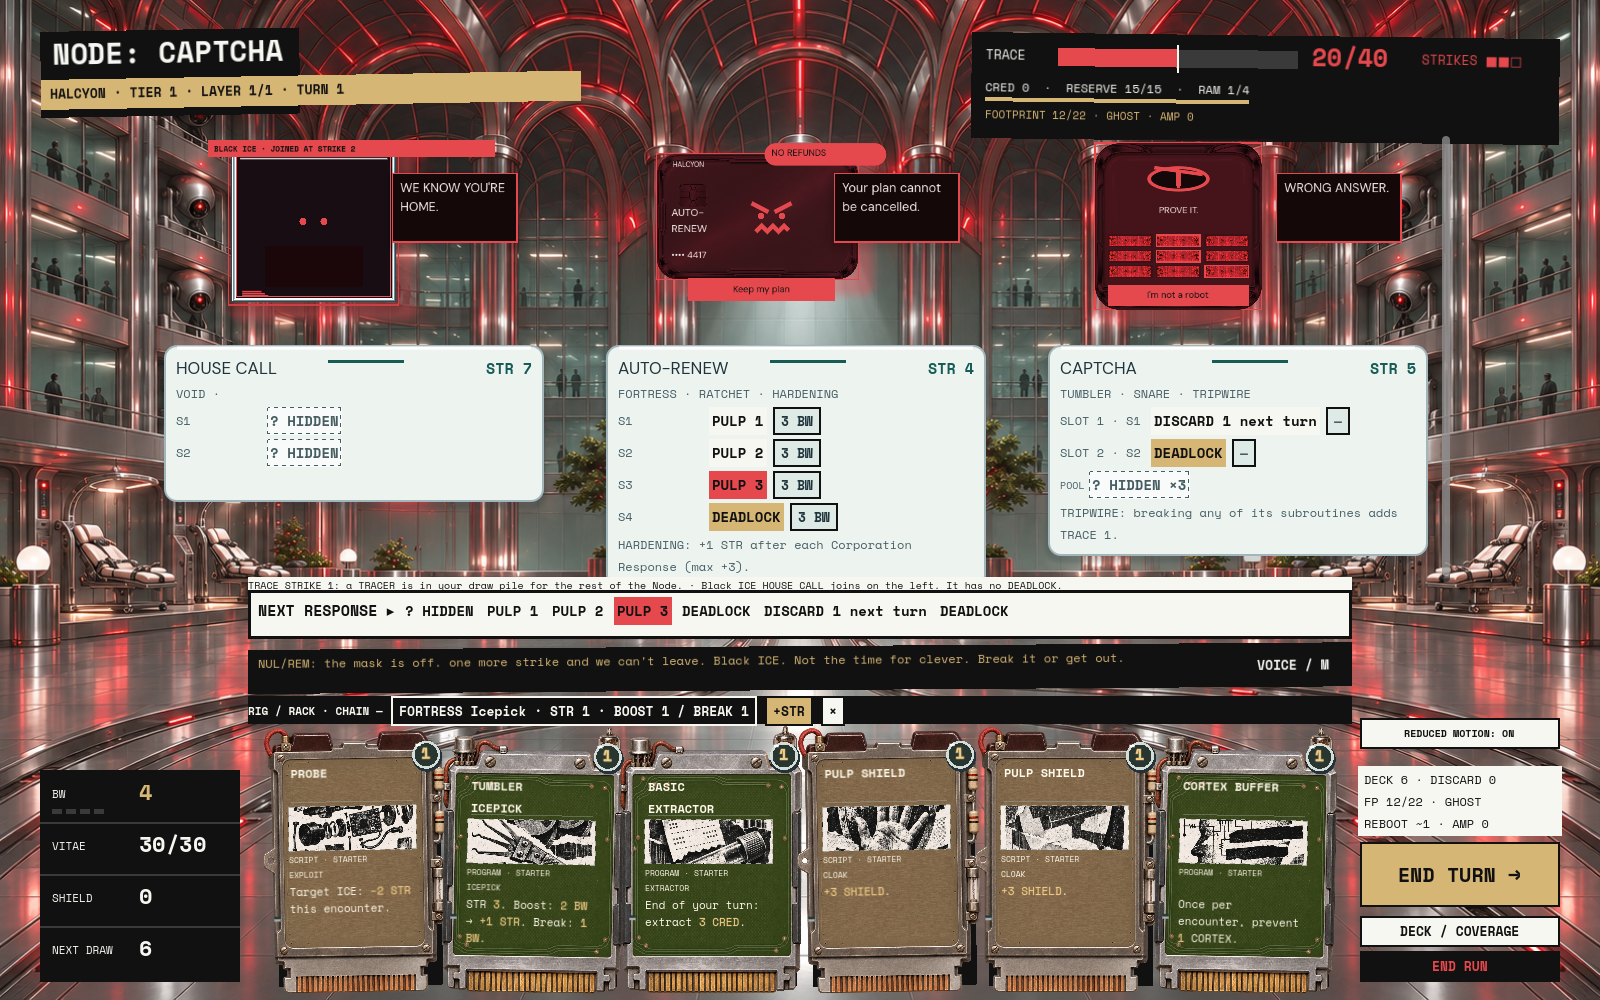 NODE: CAPTCHA
HALCYON · TIER 1 · LAYER 1/1 · TURN 1
TRACE 20/40 STRIKES
CRED 0 · RESERVE 15/15 · RAM 1/4
FOOTPRINT 12/22 · GHOST · AMP 0
BLACK ICE · JOINED AT STRIKE 2
WE KNOW YOU'RE
HOME.
HALCYON
NO REFUNDS
AUTO-
RENEW
•••• 4417
Keep my plan
Your plan cannot
be cancelled.
PROVE IT.
I'm not a robot
WRONG ANSWER.
HOUSE CALL STR 7
VOID ·
S1 ? HIDDEN
S2 ? HIDDEN
AUTO-RENEW STR 4
FORTRESS · RATCHET · HARDENING
S1 PULP 1 3 BW
S2 PULP 2 3 BW
S3 PULP 3 3 BW
S4 DEADLOCK 3 BW
HARDENING: +1 STR after each Corporation
Response (max +3).
CAPTCHA STR 5
TUMBLER · SNARE · TRIPWIRE
SLOT 1 · S1 DISCARD 1 next turn —
SLOT 2 · S2 DEADLOCK —
POOL ? HIDDEN ×3
TRIPWIRE: breaking any of its subroutines adds
TRACE 1.
TRACE STRIKE 1: a TRACER is in your draw pile for the rest of the Node. · Black ICE HOUSE CALL joins on the left. It has no DEADLOCK.
NEXT RESPONSE ▸ ? HIDDEN PULP 1 PULP 2 PULP 3 DEADLOCK DISCARD 1 next turn DEADLOCK
NUL/REM: the mask is off. one more strike and we can't leave. Black ICE. Not the time for clever. Break it or get out.
VOICE / M
RIG / RACK · CHAIN — FORTRESS Icepick · STR 1 · BOOST 1 / BREAK 1 +STR ×
REDUCED MOTION: ON
BW 4
VITAE 30/30
SHIELD 0
NEXT DRAW 6
1
PROBE
SCRIPT · STARTER
EXPLOIT
Target ICE: -2 STR
this encounter.
1
TUMBLER
ICEPICK
PROGRAM · STARTER
ICEPICK
STR 3. Boost: 2 BW
→ +1 STR. Break: 1
BW.
1
BASIC
EXTRACTOR
PROGRAM · STARTER
EXTRACTOR
End of your turn:
extract 3 CRED.
1
PULP SHIELD
SCRIPT · STARTER
CLOAK
+3 SHIELD.
1
PULP SHIELD
SCRIPT · STARTER
CLOAK
+3 SHIELD.
1
CORTEX BUFFER
PROGRAM · STARTER
Once per
encounter, prevent
1 CORTEX.
DECK 6 · DISCARD 0
FP 12/22 · GHOST
REBOOT ~1 · AMP 0
END TURN →
DECK / COVERAGE
END RUN